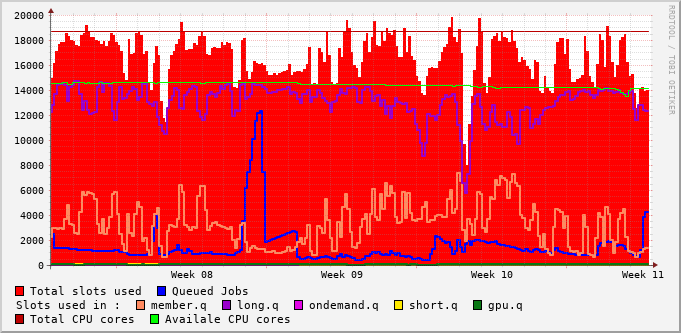 RRDTOOL / TOBI OETIKER
20000
18000
16000
14000
12000
10000
8000
6000
4000
2000
0
Week 08 Week 09 Week 10 Week 11
Total slots used Queued Jobs
Slots used in : member.q long.q ondemand.q short.q gpu.q
Total CPU cores Availale CPU cores